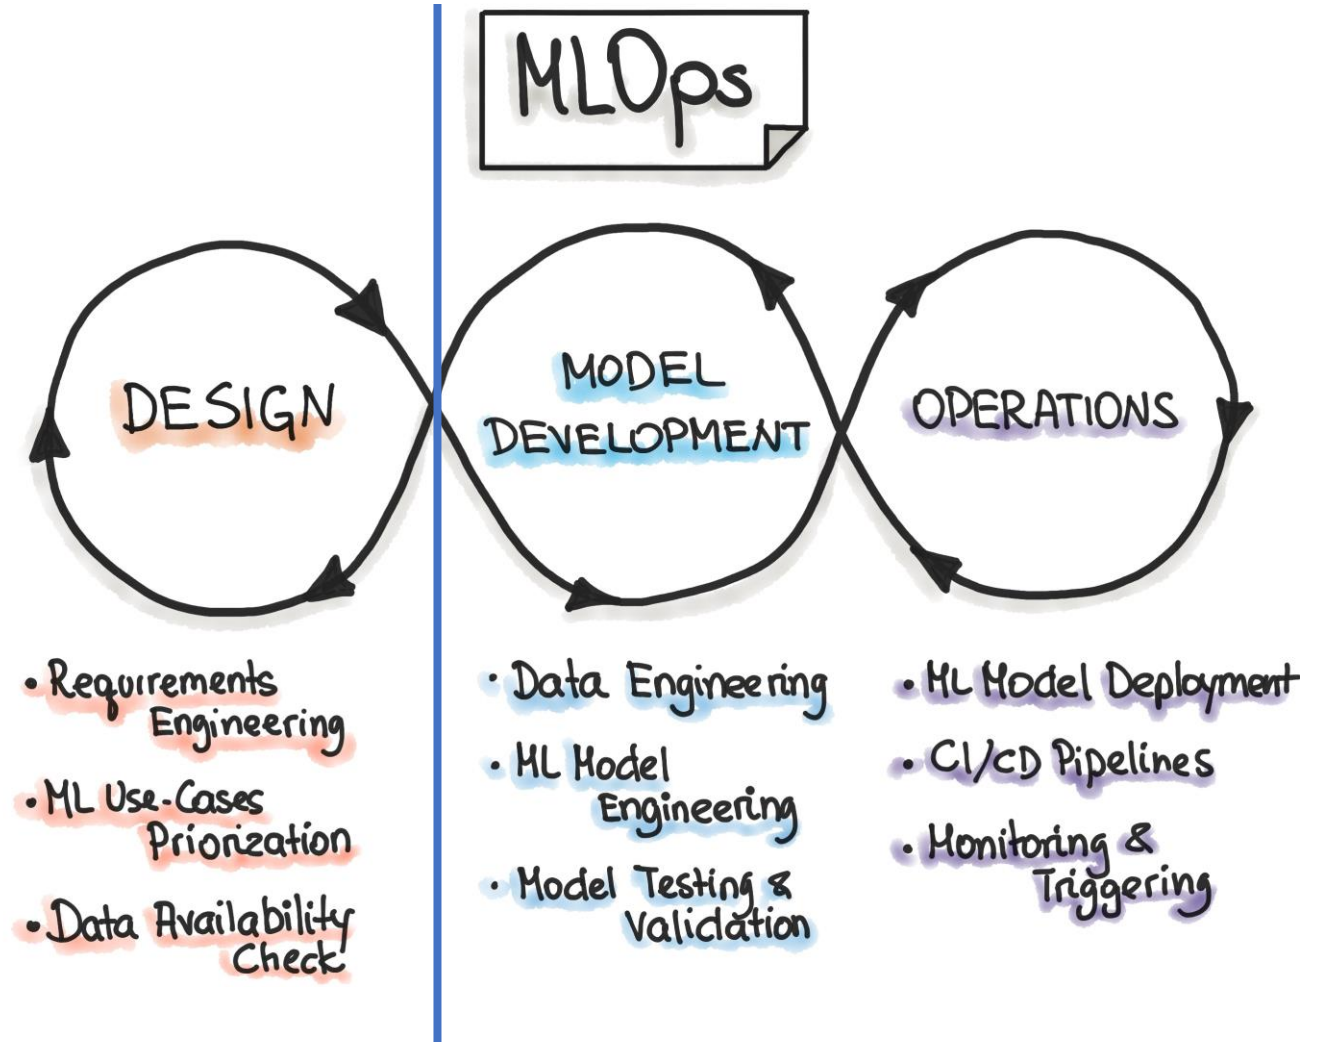 MLOps
DESIGN
MODEL
DEVELOPMENT
OPERATIONS
• Requirements
Engineering
• ML Use-Cases
Priorization
• Data Availability
Check
• Data Engineering
• ML Model
Engineering
• Model Testing &
Validation
• ML Model Deployment
• CI/CD Pipelines
• Monitoring &
Triggering